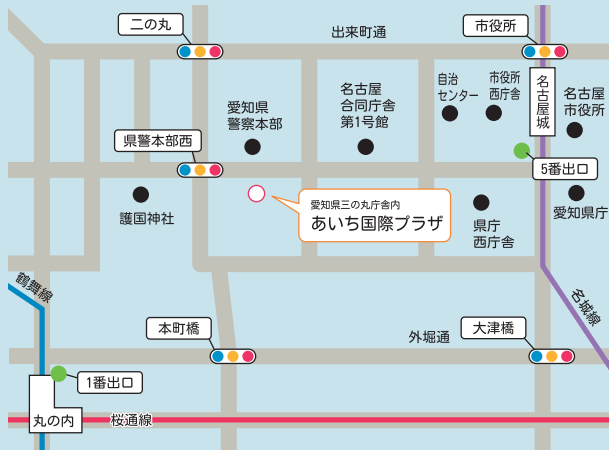 二の丸
出来町通
市役所
自治
センター
市役所
西庁舎
名古屋城
名古屋
市役所
愛知県
警察本部
名古屋
合同庁舎
第1号館
県警本部西
5番出口
護国神社
愛知県三の丸庁舎内
あいち国際プラザ
県庁
西庁舎
愛知県庁
鶴舞線
名城線
本町橋
外堀通
大津橋
1番出口
丸の内
桜通線